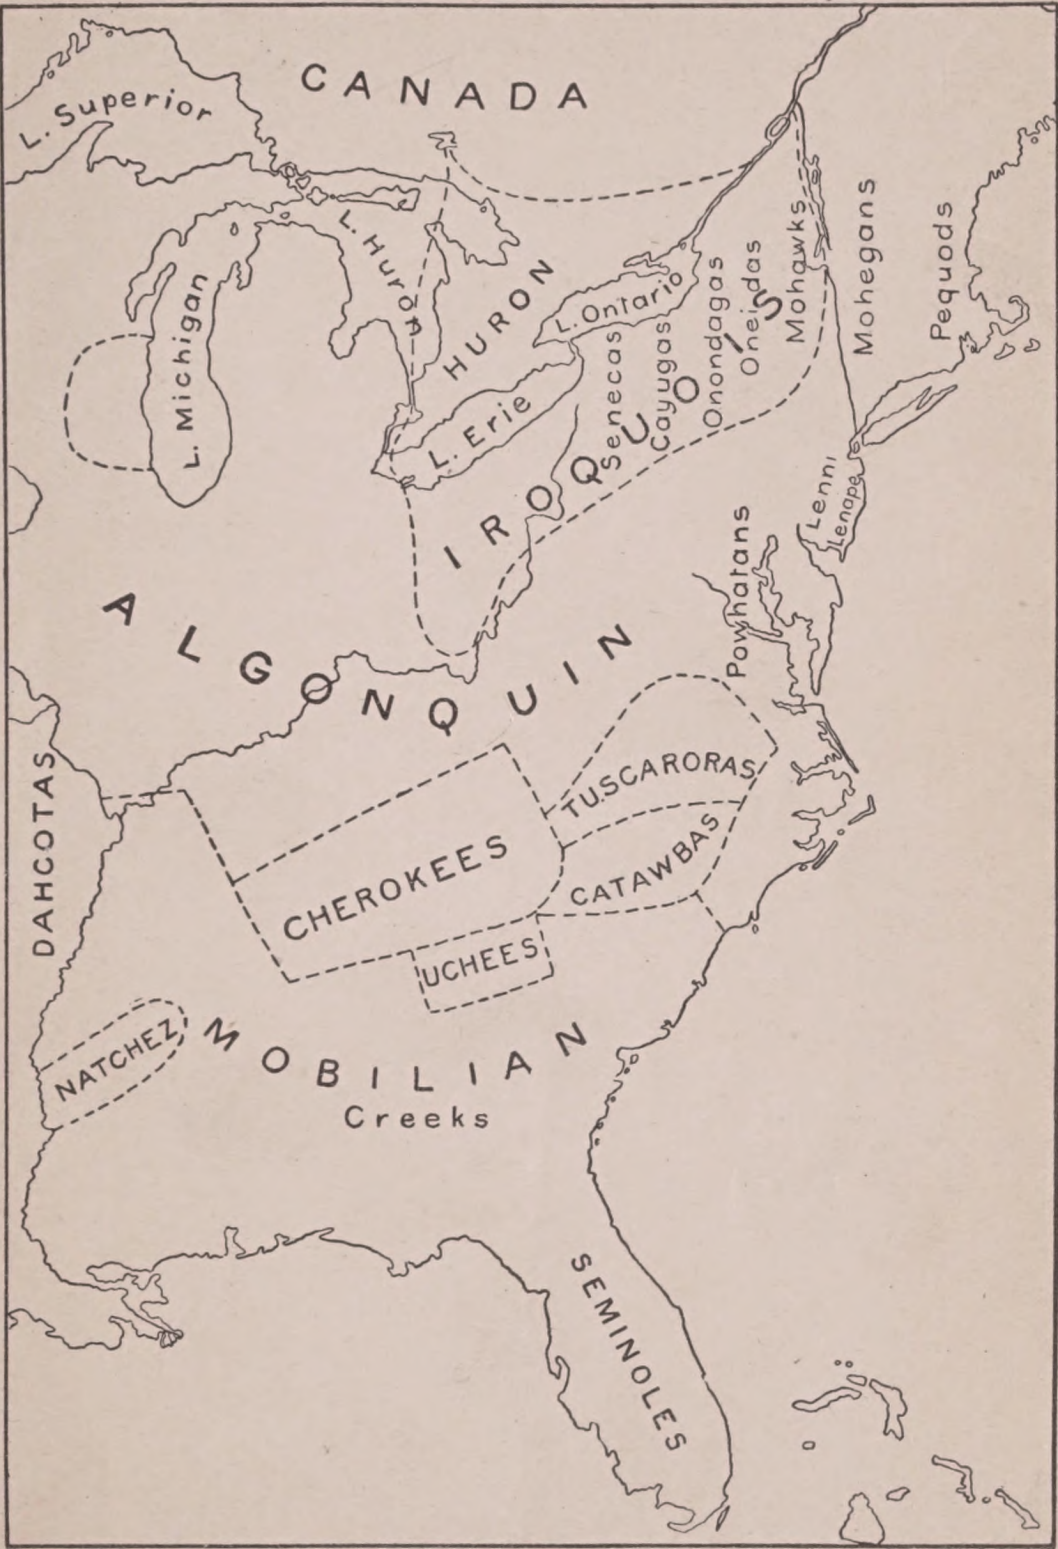 CANADA
L. Superior
L. Huron
L. Michigan
HURON
L. Ontario
L. Erie
IROQUOIS
Senecas
Cayugas
Onondagas
Oneidas
Mohawks
Mohegans
Pequods
Lenni
Lenape
Powhatans
ALGONQUIN
DAHCOTAS
TUSCARORAS
CHEROKEES
CATAWBAS
UCHEES
NATCHEZ
MOBILIAN
Creeks
SEMINOLES